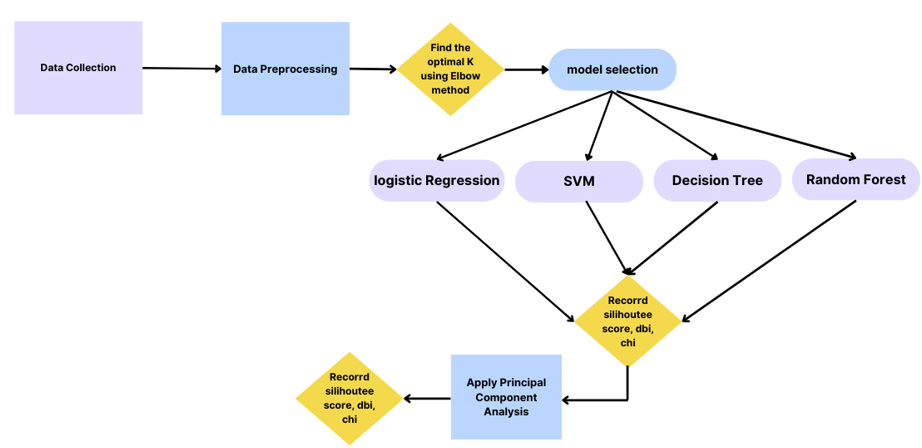 Data Collection
Data Preprocessing
Find the
optimal K
using Elbow
method
model selection
logistic Regression
SVM
Decision Tree
Random Forest
Recorrd
silihoutee
score, dbi,
chi
Apply Principal
Component
Analysis
Recorrd
silihoutee
score, dbi,
chi